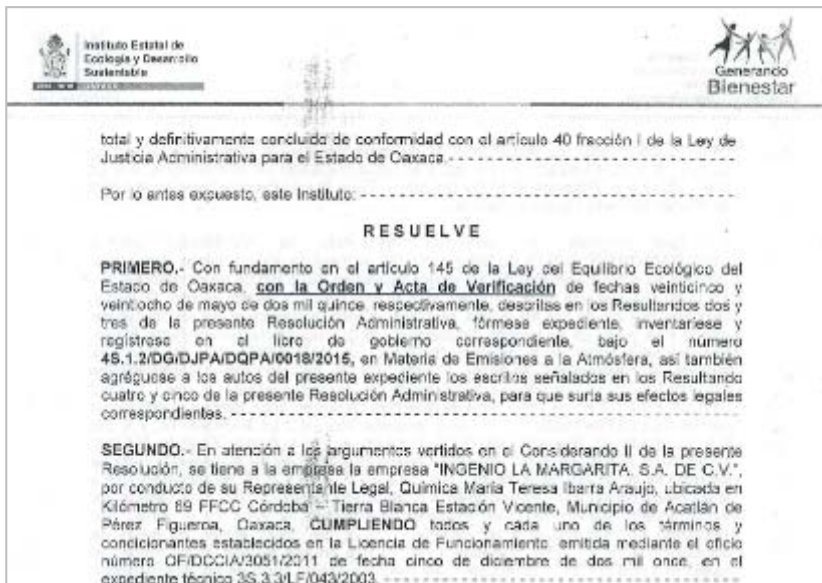 Instituto Estatal de
Ecología y Desarrollo
Sustentable
Generando
Bienestar
total y definitivamente concluido de conformidad con el artículo 40 fracción I de la Ley de
Justicia Administrativa para el Estado de Oaxaca.- - - - - - - - - - - - - - - - - - - - - - - - - - - - - - - - - - -
Por lo antes expuesto, este Instituto: - - - - - - - - - - - - - - - - - - - - - - - - - - - - - - - - - - - - - - - - - -
RESUELVE
PRIMERO.- Con fundamento en el artículo 145 de la Ley del Equilibrio Ecológico del
Estado de Oaxaca, con la Orden y Acta de Verificación de fechas veinticinco y
veintiocho de mayo de dos mil quince, respectivamente, descritas en los Resultandos dos y
tres de la presente Resolución Administrativa, fórmese expediente, inventaríese y
regístrese en el libro de gobierno correspondiente, bajo el número
4S.1.2/DG/DJPA/DQPA/0018/2015, en Materia de Emisiones a la Atmósfera, así también
agréguese a los autos del presente expediente los escritos señalados en los Resultando
cuatro y cinco de la presente Resolución Administrativa, para que surta sus efectos legales
correspondientes. - - - - - - - - - - - - - - - - - - - - - - - - - - - - - - - - - - - - - - - - - - - - - - - - - - - - - - -
SEGUNDO.- En atención a los argumentos vertidos en el Considerando II de la presente
Resolución, se tiene a la empresa la empresa "INGENIO LA MARGARITA, S.A. DE C.V.",
por conducto de su Representante Legal, Química María Teresa Ibarra Araujo, ubicada en
Kilómetro 69 FFCC Córdoba – Tierra Blanca Estación Vicente, Municipio de Acatlán de
Pérez Figueroa, Oaxaca, CUMPLIENDO todos y cada uno de los términos y
condicionantes establecidos en la Licencia de Funcionamiento, emitida mediante el oficio
número OF/DCCIA/3051/2011 de fecha cinco de diciembre de dos mil once, en el
expediente técnico 3S.3.3/LF/043/2003. - - - - - - - - - - - - - - - - - - - - - - - - - - - - - - - - - - - - - - -